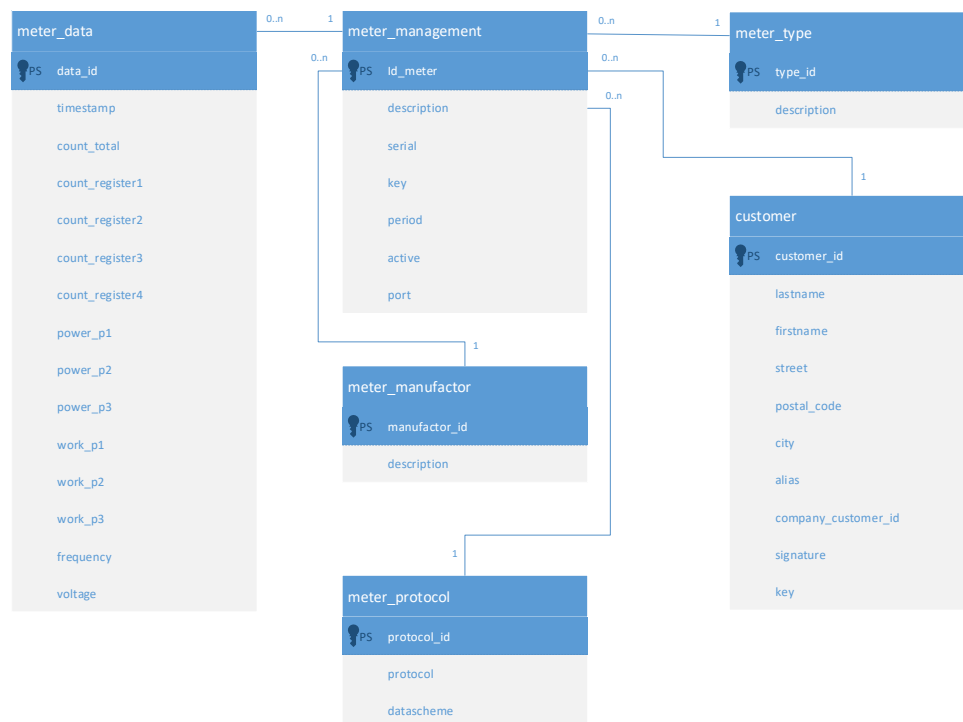 0..n
1
meter_data
PS data_id
timestamp
count_total
count_register1
count_register2
count_register3
count_register4
power_p1
power_p2
power_p3
work_p1
work_p2
work_p3
frequency
voltage
meter_management
0..n
PS Id_meter
description
serial
key
period
active
port
0..n
1
meter_type
PS type_id
description
0..n
0..n
1
customer
PS customer_id
lastname
firstname
street
postal_code
city
alias
company_customer_id
signature
key
1
meter_manufactor
PS manufactor_id
description
1
meter_protocol
PS protocol_id
protocol
datascheme